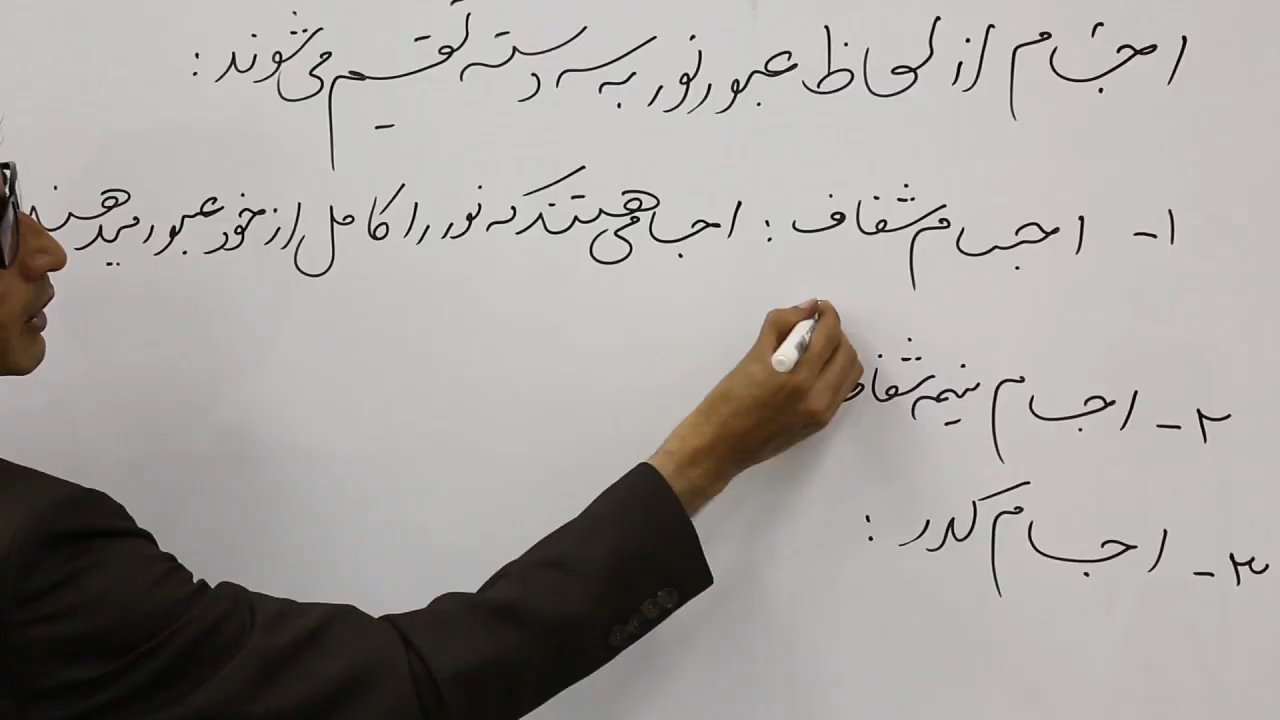 اجسام از لحاظ عبور نور به سه دسته تقسیم می‌شوند :
۱- اجسام شفاف : اجسامی هستند که نور را کامل از خود عبور میدهند
۲- اجسام نیمه شفاف
۳- اجسام کدر :